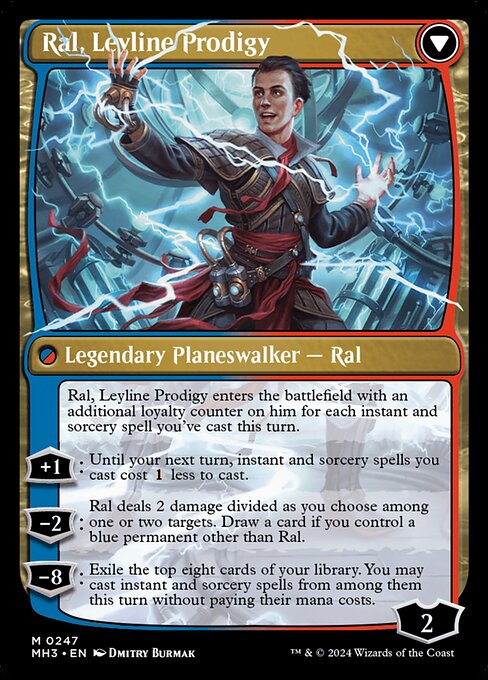 Ral, Leyline Prodigy
Legendary Planeswalker — Ral
Ral, Leyline Prodigy enters the battlefield with an
additional loyalty counter on him for each instant and
sorcery spell you've cast this turn.
+1: Until your next turn, instant and sorcery spells you
cast cost 1 less to cast.
−2: Ral deals 2 damage divided as you choose among
one or two targets. Draw a card if you control a
blue permanent other than Ral.
−8: Exile the top eight cards of your library. You may
cast instant and sorcery spells from among them
this turn without paying their mana costs.
2
M 0247
MH3 • EN Dmitry Burmak
™ & © 2024 Wizards of the Coast